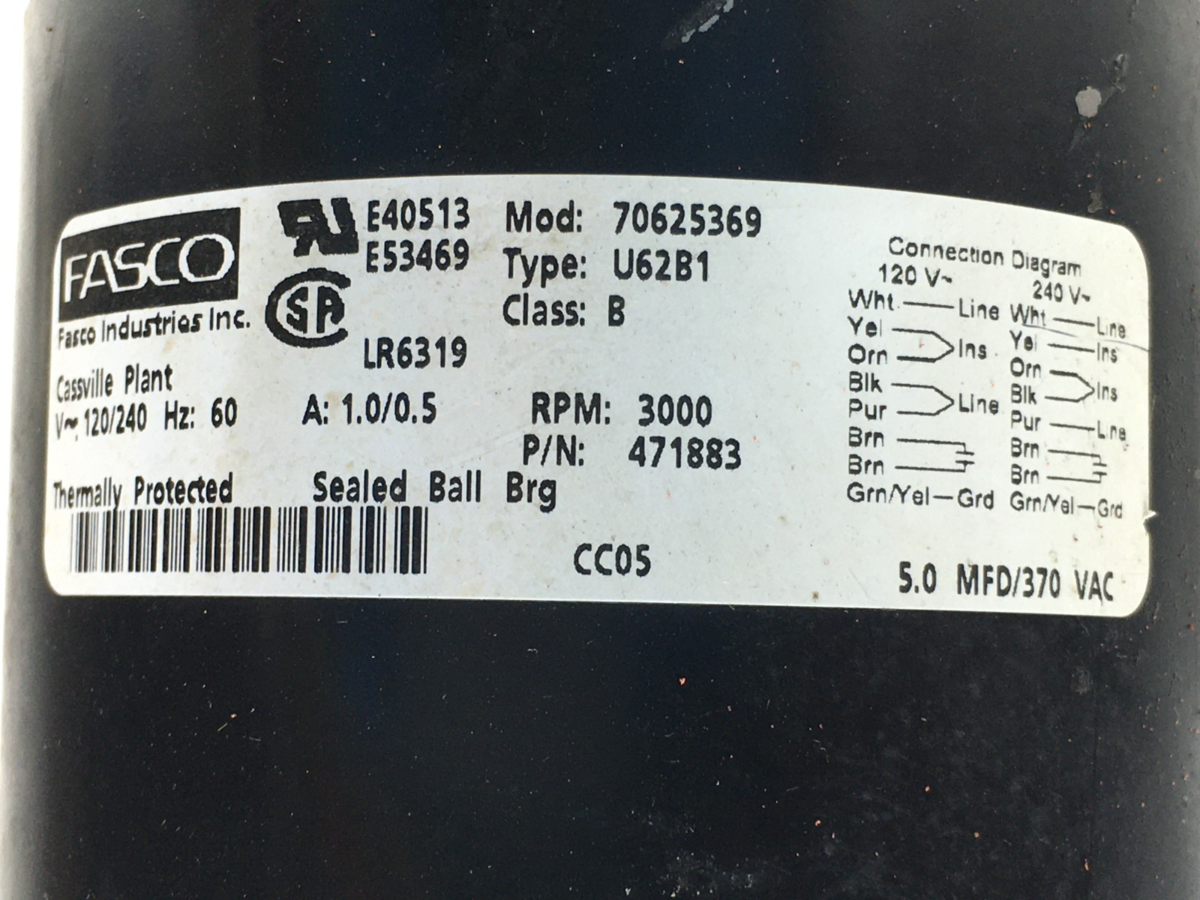 FASCO
Fasco Industries Inc.
Cassville Plant
V~ 120/240 Hz: 60
A: 1.0/0.5
Thermally Protected
Sealed Ball Brg
E40513
E53469
SA
LR6319
Mod: 70625369
Type: U62B1
Class: B
RPM: 3000
P/N: 471883
CC05
Connection Diagram
120 V~
Wht Line
Yel
Orn Ins
Blk
Pur Line
Brn
Brn
Grn/Yel Grd
240 V~
Wht Line
Yel Ins
Orn
Blk Ins
Pur Line
Brn
Brn
Grn/Yel Grd
5.0 MFD/370 VAC